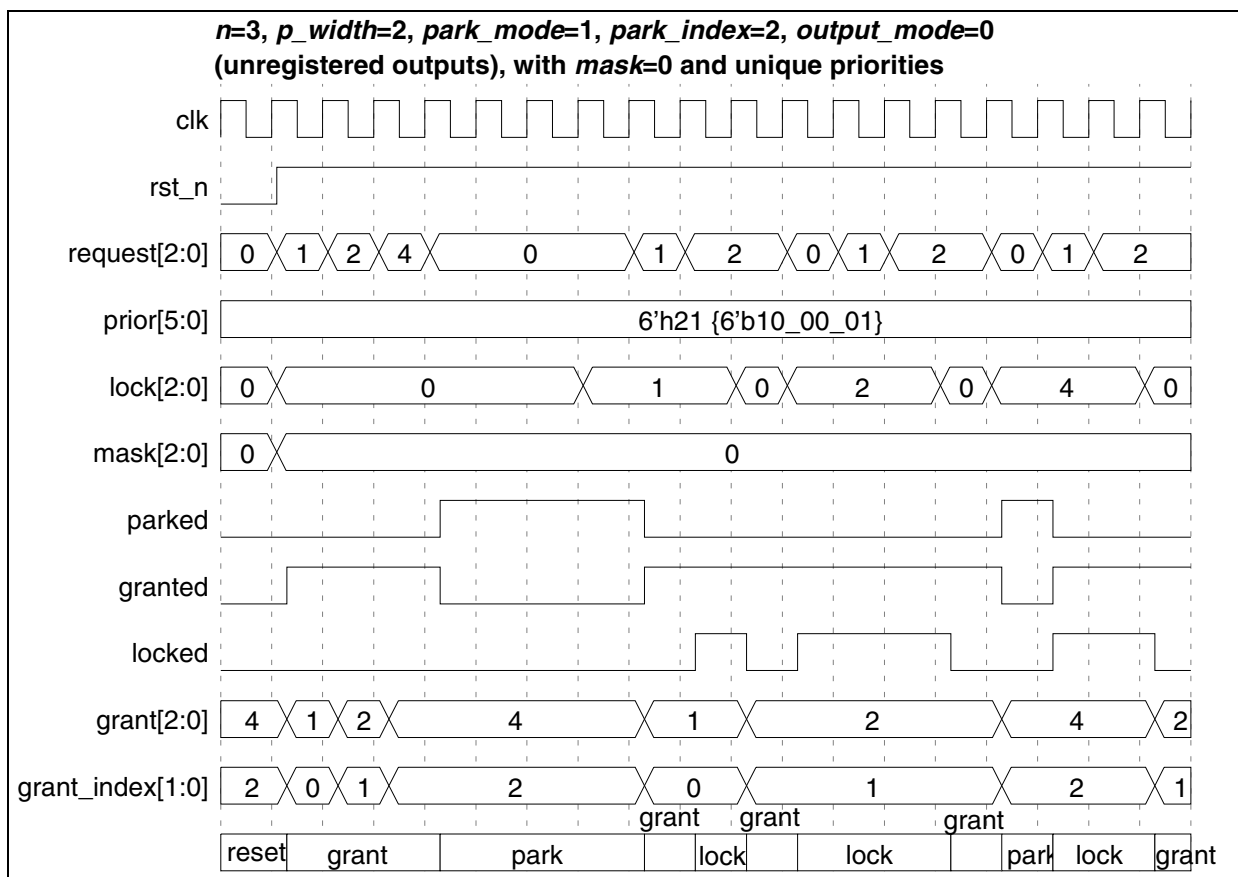 n=3, p_width=2, park_mode=1, park_index=2, output_mode=0
(unregistered outputs), with mask=0 and unique priorities
clk
rst_n
request[2:0] 0 1 2 4 0 1 2 0 1 2 0 1 2
prior[5:0] 6’h21 {6’b10_00_01}
lock[2:0] 0 0 1 0 2 0 4 0
mask[2:0] 0 0
parked
granted
locked
grant[2:0] 4 1 2 4 1 2 4 2
grant_index[1:0] 2 0 1 2 0 1 2 1
grant grant grant
reset grant park lock lock park lock grant